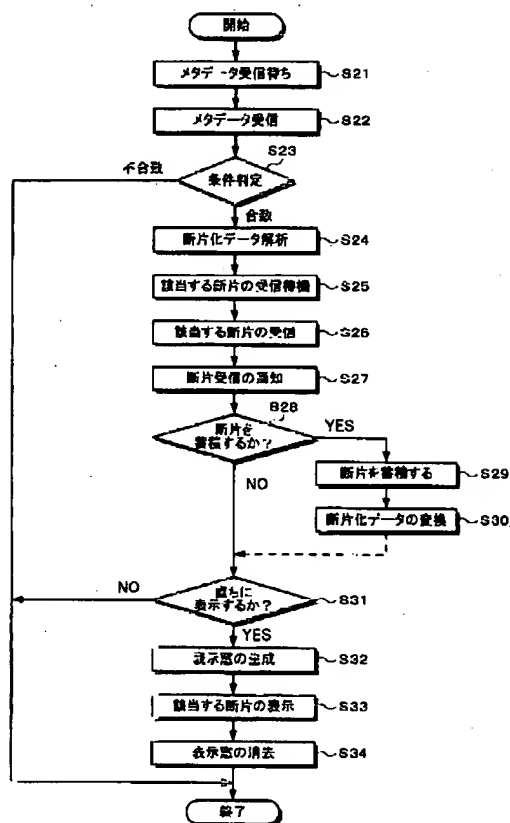 開始
メタデータ受信待ち
S21
メタデータ受信
S22
S23
不合致
条件判定
合致
断片化データ解析
S24
該当する断片の受信待機
S25
該当する断片の受信
S26
断片受信の通知
S27
S28
断片を
蓄積するか?
YES
断片を蓄積する
S29
NO
断片化データの変換
S30
NO
直ちに
表示するか?
S31
YES
表示窓の生成
S32
該当する断片の表示
S33
表示窓の消去
S34
終了